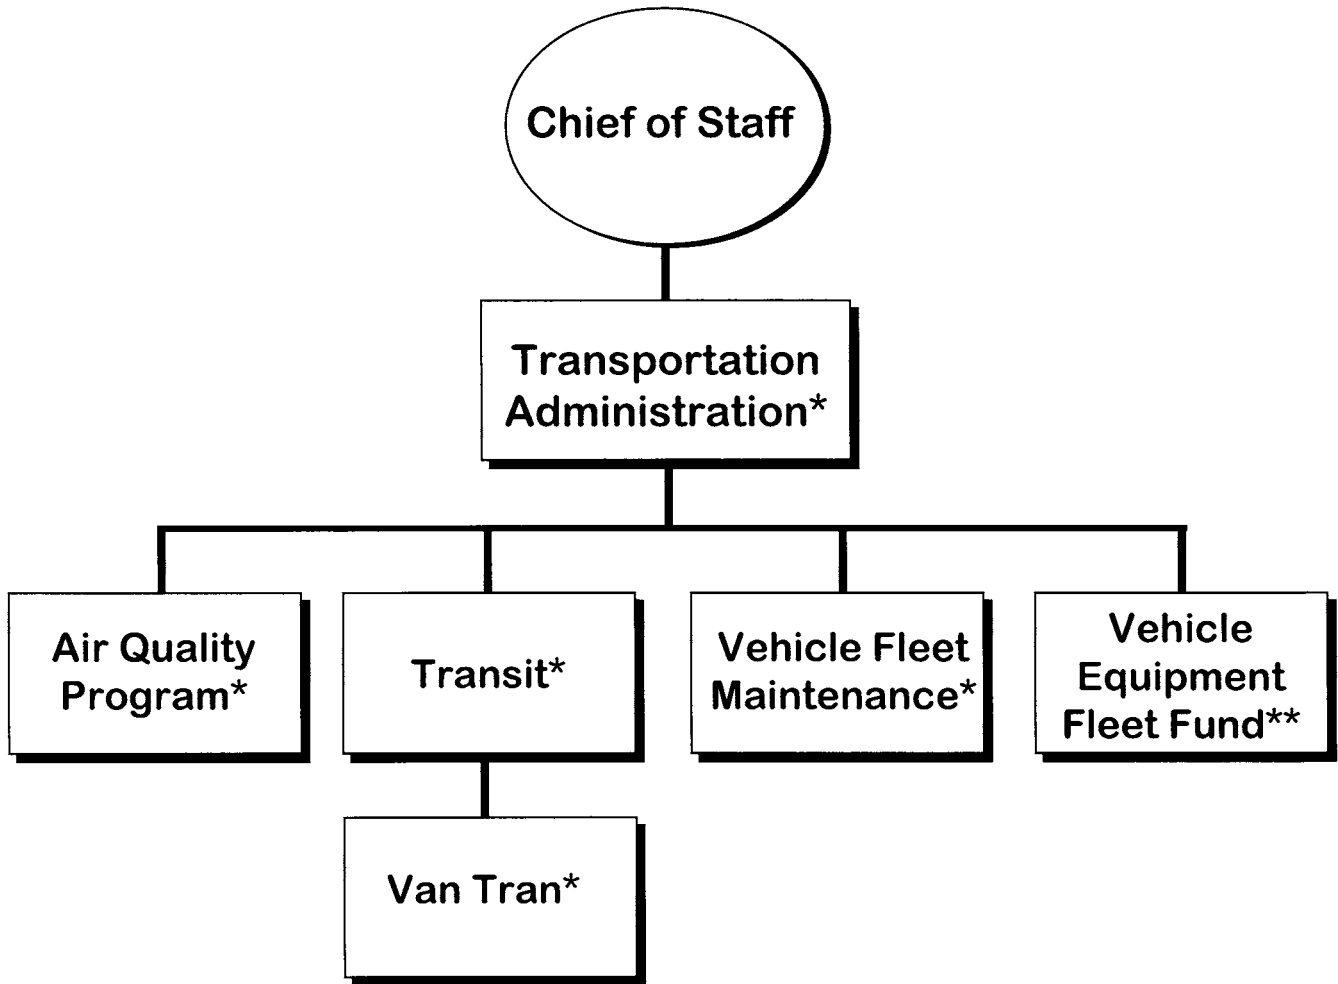 Chief of Staff
Transportation
Administration*
Air Quality
Program*
Transit*
Vehicle Fleet
Maintenance*
Vehicle
Equipment
Fleet Fund**
Van Tran*